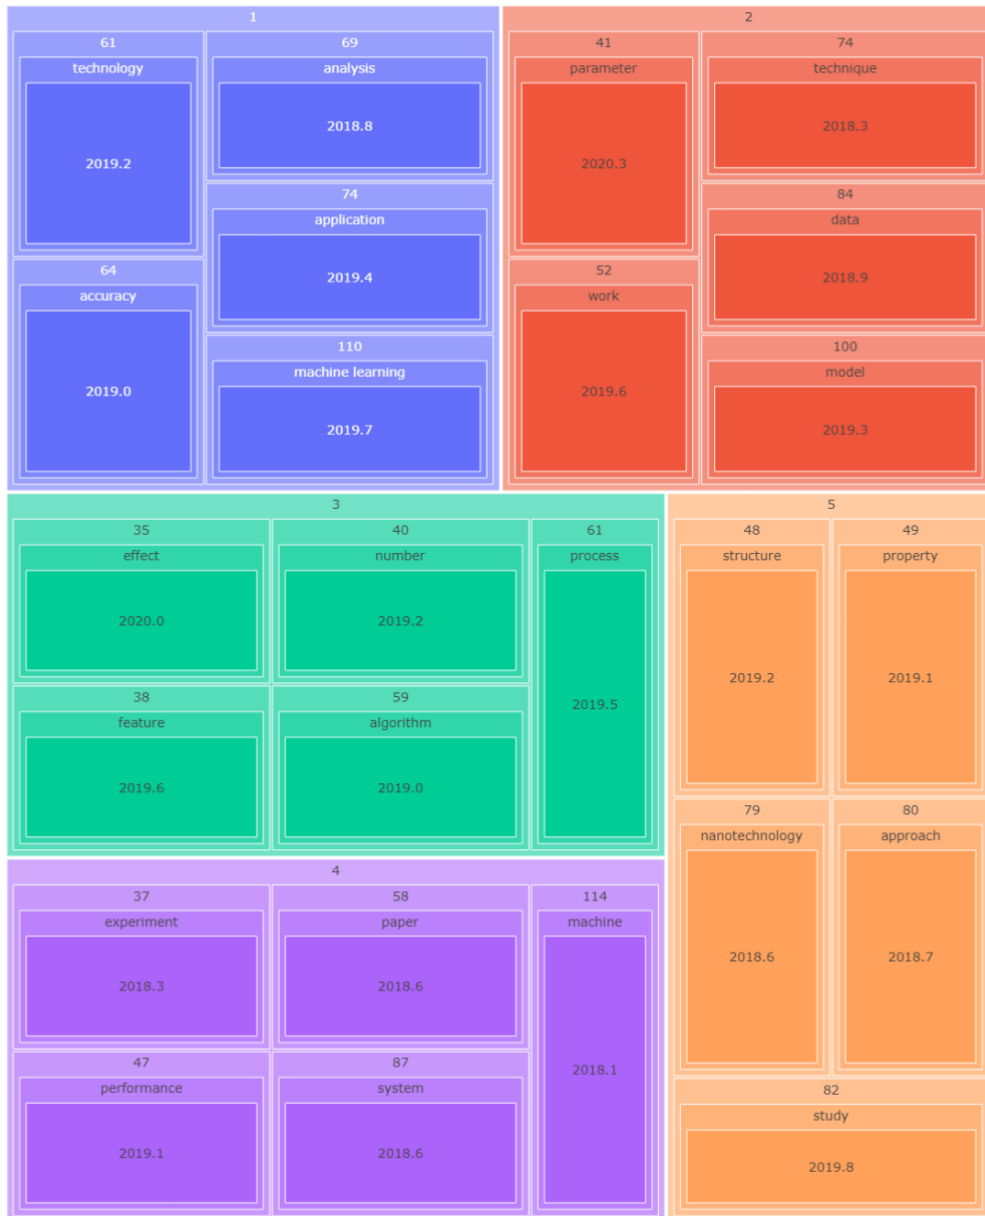 1
61
technology
2019.2
69
analysis
2018.8
74
application
2019.4
64
accuracy
2019.0
110
machine learning
2019.7
2
41
parameter
2020.3
74
technique
2018.3
84
data
2018.9
52
work
2019.6
100
model
2019.3
3
35
effect
2020.0
40
number
2019.2
61
process
2019.5
38
feature
2019.6
59
algorithm
2019.0
4
37
experiment
2018.3
58
paper
2018.6
114
machine
2018.1
47
performance
2019.1
87
system
2018.6
5
48
structure
2019.2
49
property
2019.1
79
nanotechnology
2018.6
80
approach
2018.7
82
study
2019.8